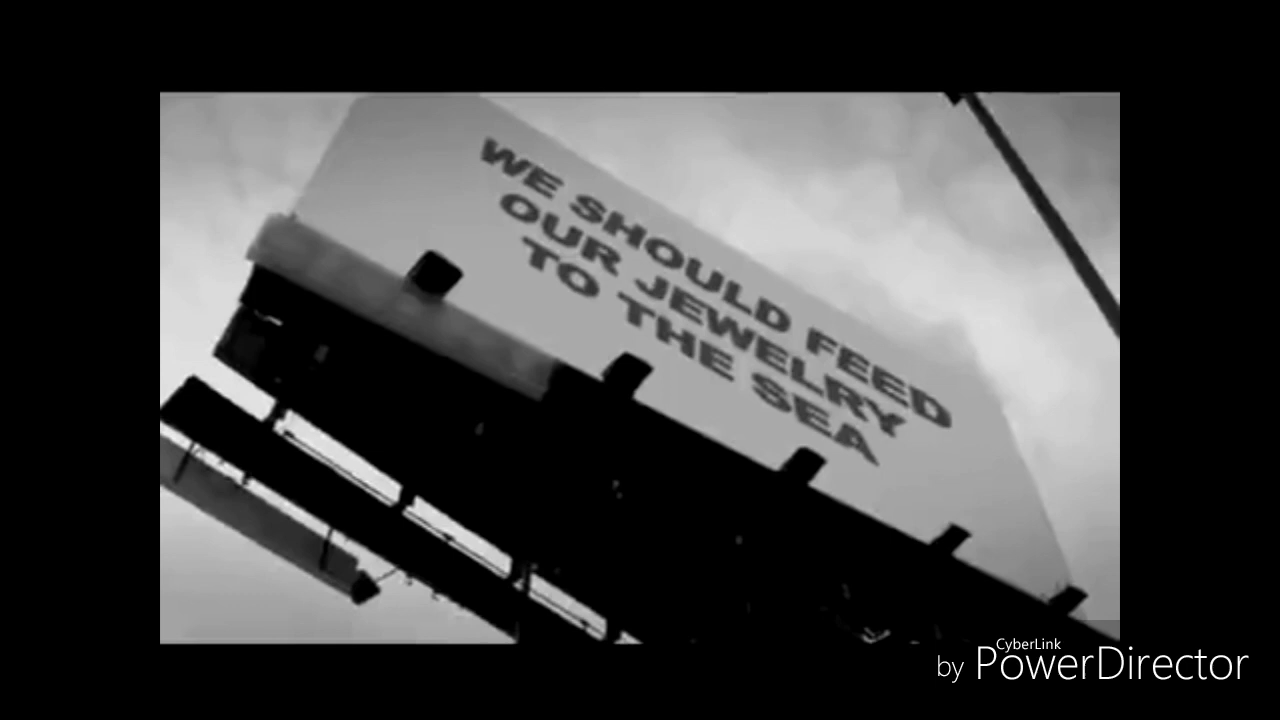 WE SHOULD FEED
OUR JEWELRY
TO THE SEA
CyberLink
by PowerDirector